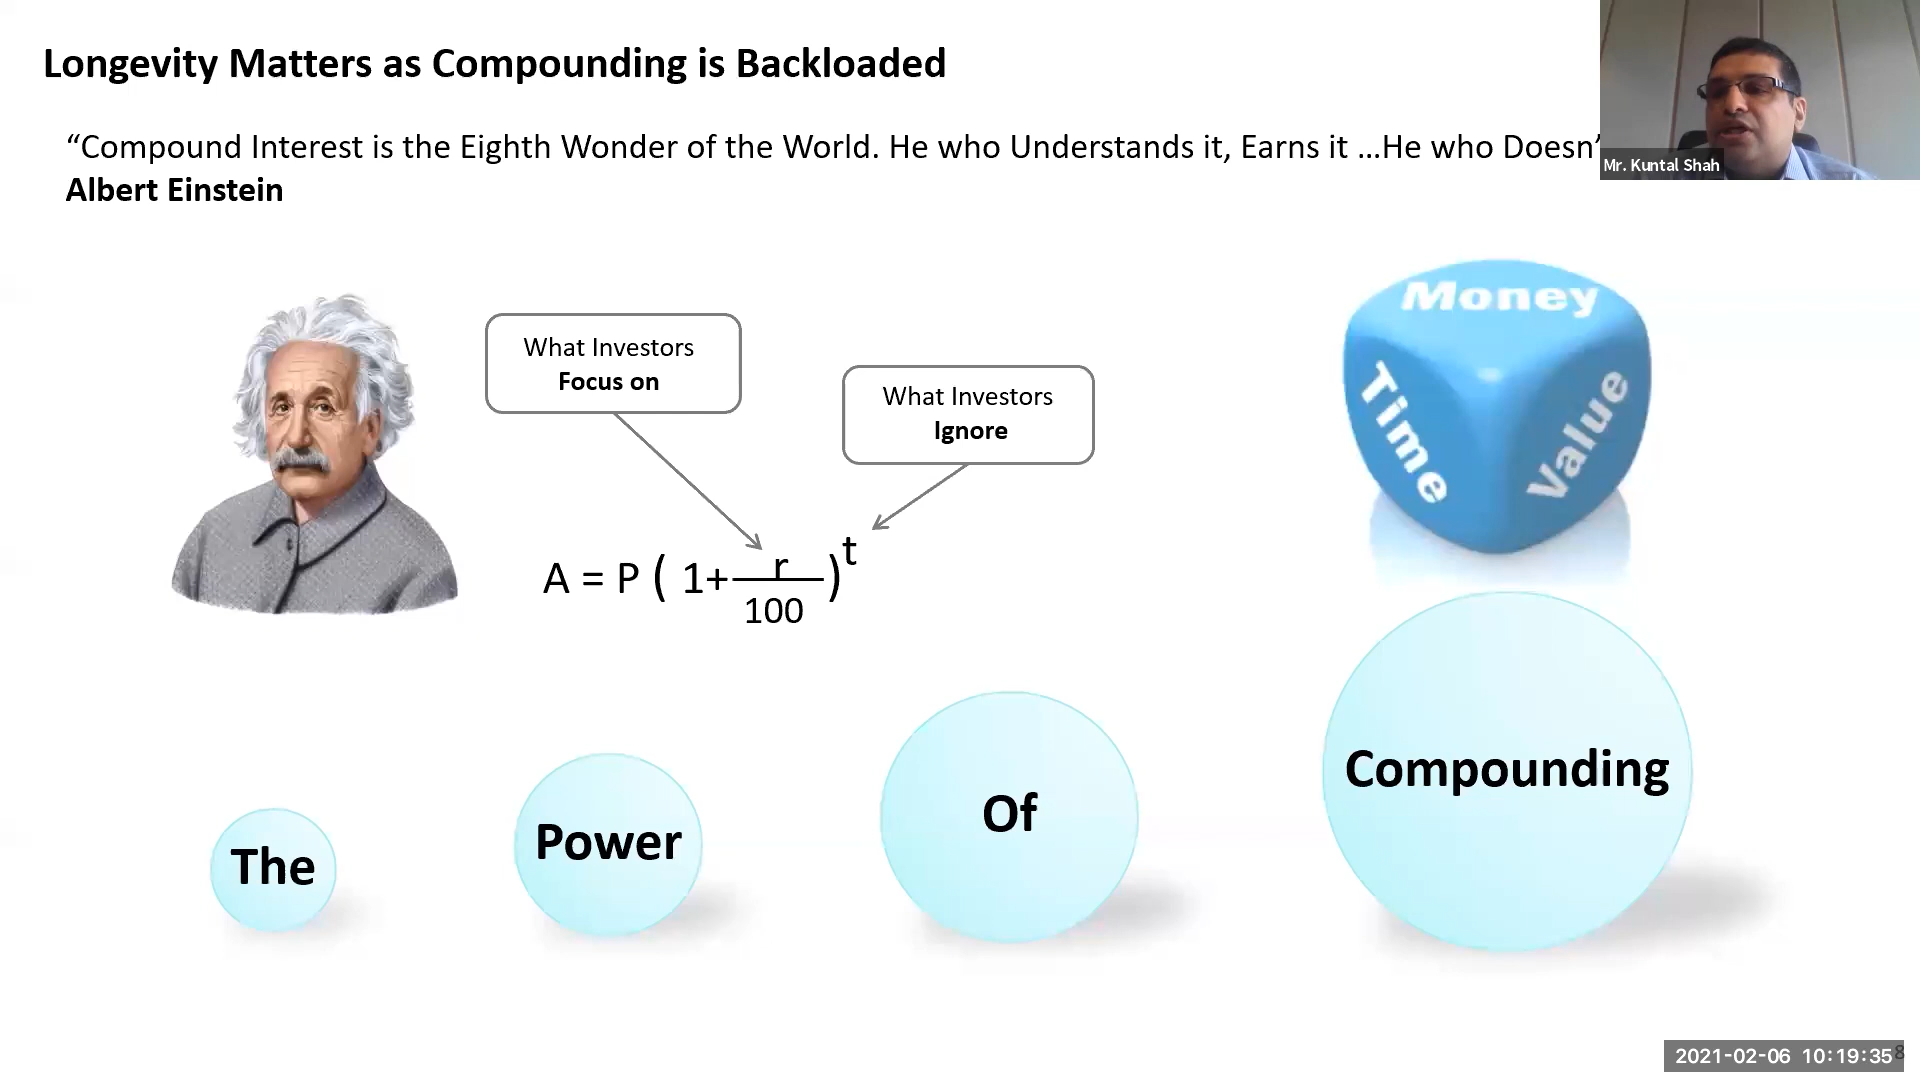 Longevity Matters as Compounding is Backloaded
“Compound Interest is the Eighth Wonder of the World. He who Understands it, Earns it …He who Doesn’
Albert Einstein
Mr. Kuntal Shah
What Investors
Focus on
What Investors
Ignore
A = P ( 1+ r
100 )t
Money
Time
Value
The
Power
Of
Compounding
2021-02-06 10:19:35
8